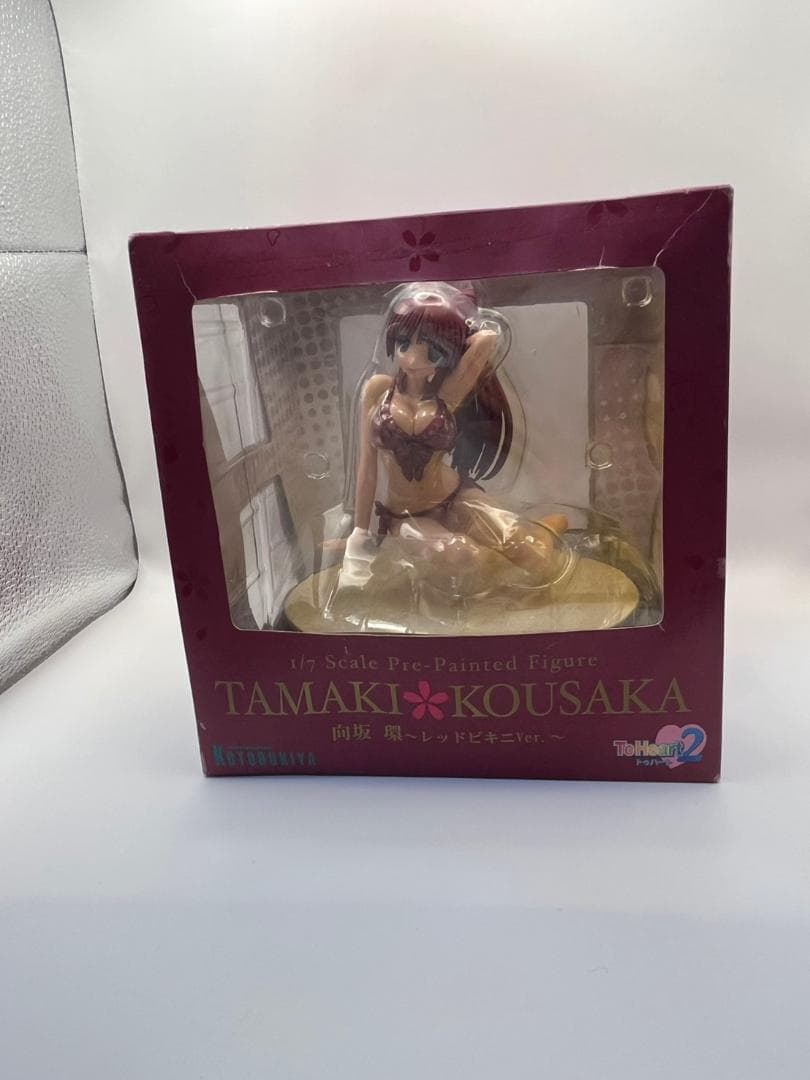 1/7 Scale Pre-Painted Figure
TAMAKI KOUSAKA
向坂 環～レッドビキニVer.～
KOTOBUKIYA
ToHeart2